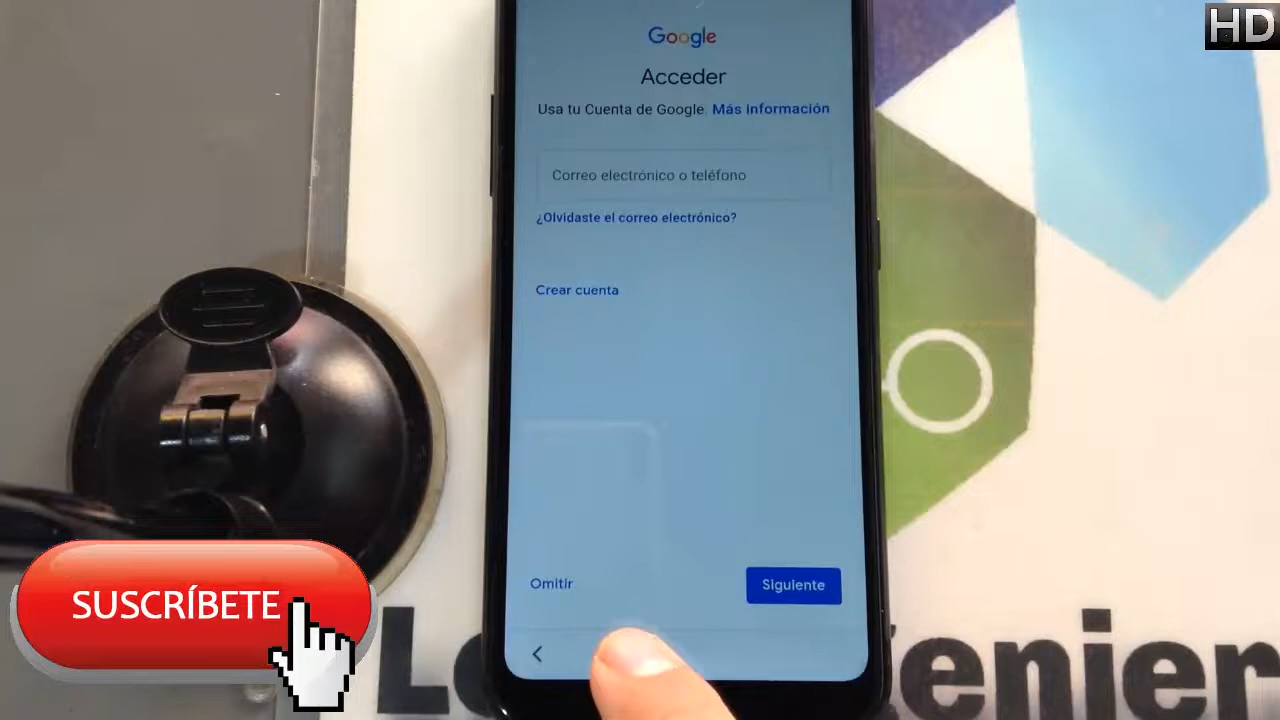 HD
Google
Acceder
Usa tu Cuenta de Google. Más información
Correo electrónico o teléfono
¿Olvidaste el correo electrónico?
Crear cuenta
Omitir
Siguiente
SUSCRÍBETE